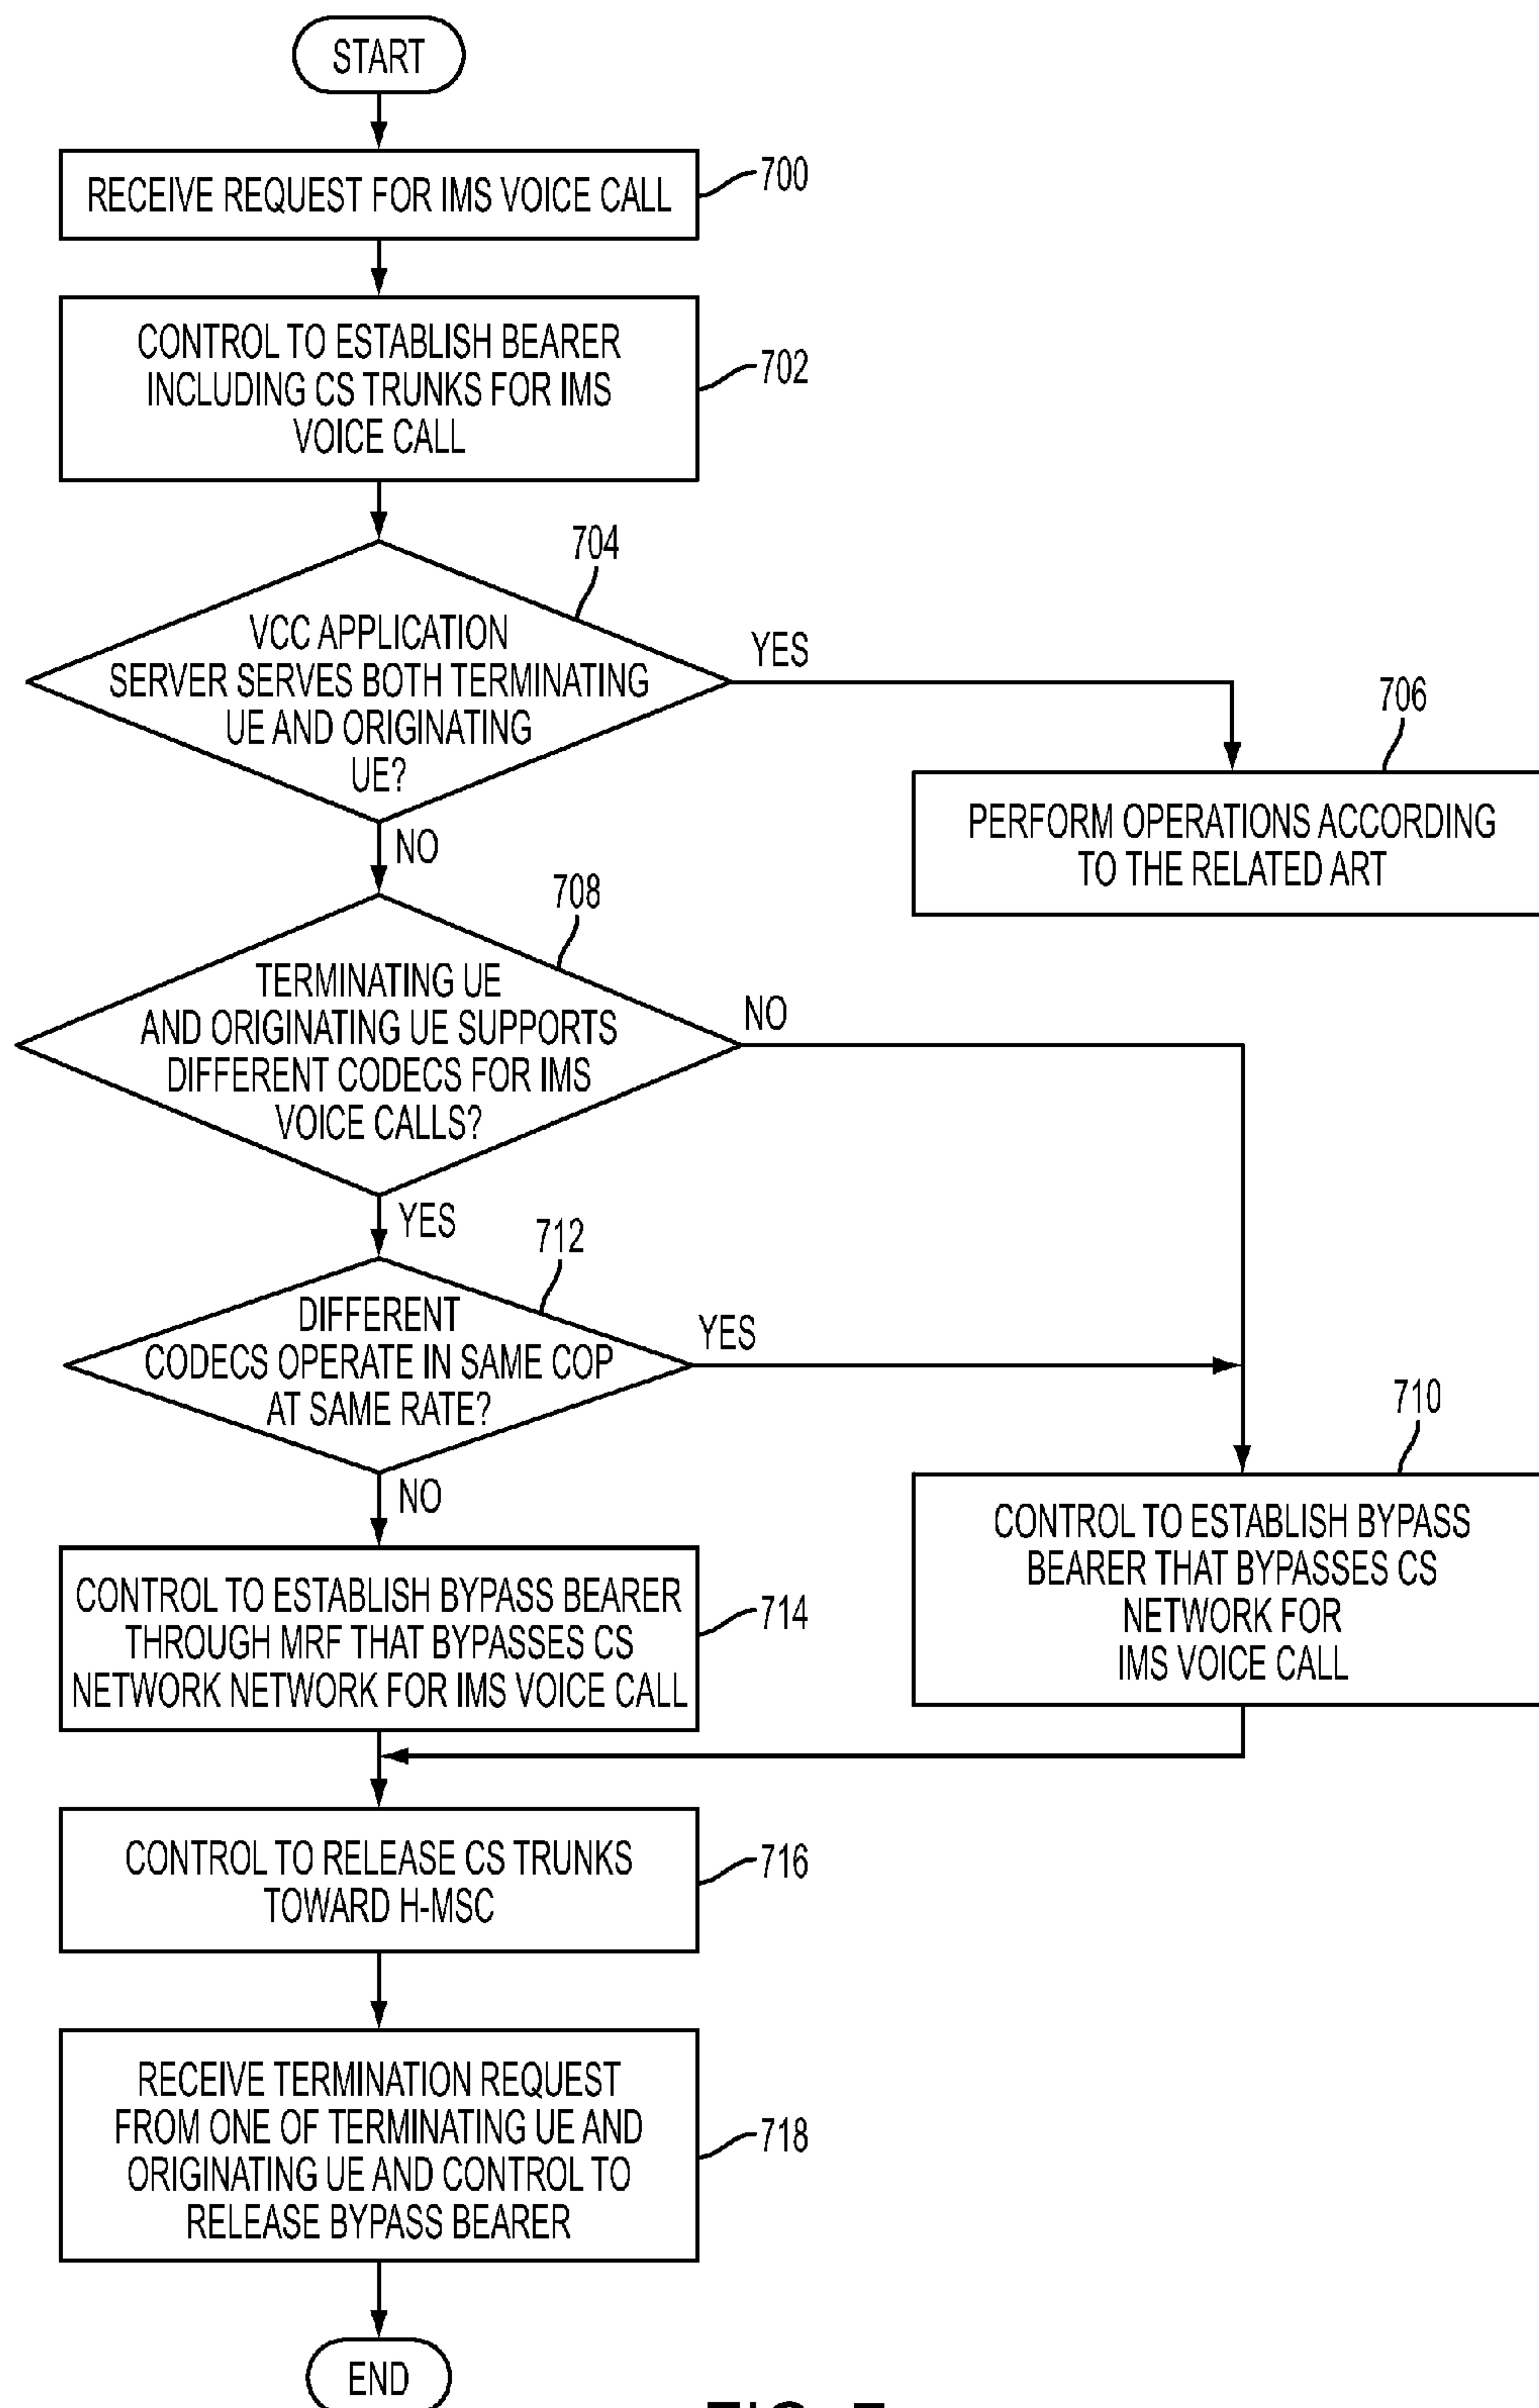 START
RECEIVE REQUEST FOR IMS VOICE CALL
700
CONTROL TO ESTABLISH BEARER
INCLUDING CS TRUNKS FOR IMS
VOICE CALL
702
704
VCC APPLICATION
SERVER SERVES BOTH TERMINATING
UE AND ORIGINATING
UE?
YES
706
PERFORM OPERATIONS ACCORDING
TO THE RELATED ART
NO
708
TERMINATING UE
AND ORIGINATING UE SUPPORTS
DIFFERENT CODECS FOR IMS
VOICE CALLS?
NO
YES
712
DIFFERENT
CODECS OPERATE IN SAME COP
AT SAME RATE?
YES
710
CONTROL TO ESTABLISH BYPASS
BEARER THAT BYPASSES CS
NETWORK FOR
IMS VOICE CALL
NO
CONTROL TO ESTABLISH BYPASS BEARER
THROUGH MRF THAT BYPASSES CS
NETWORK NETWORK FOR IMS VOICE CALL
714
CONTROL TO RELEASE CS TRUNKS
TOWARD H-MSC
716
RECEIVE TERMINATION REQUEST
FROM ONE OF TERMINATING UE AND
ORIGINATING UE AND CONTROL TO
RELEASE BYPASS BEARER
718
END